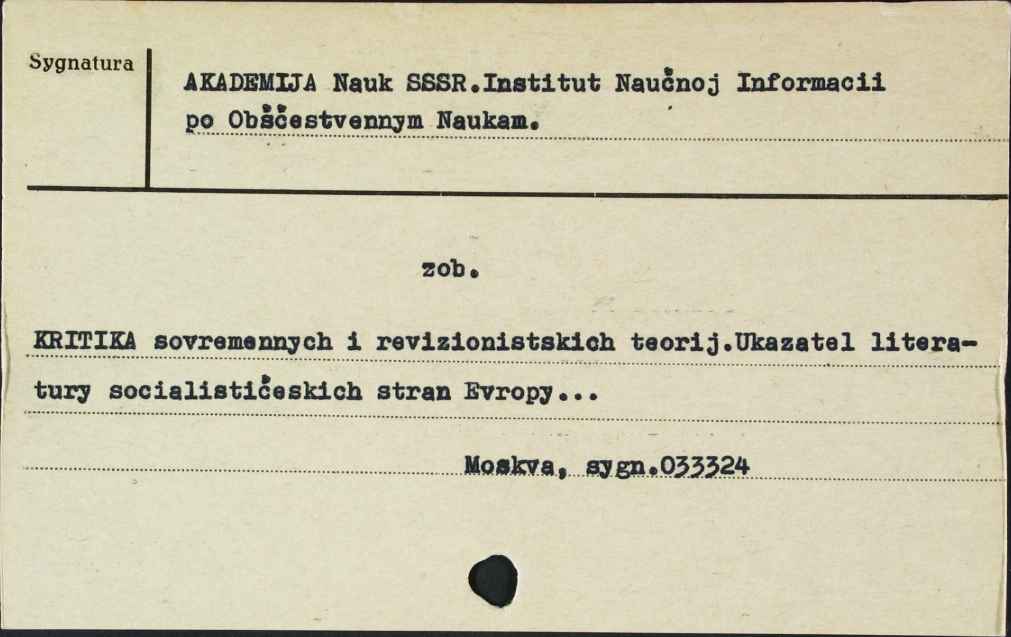 Sygnatura
AKADEMIJA Nauk SSSR.Institut Naučnoj Informacii
po Obščestvennym Naukam.
zob.
KRITIKA sovremennych i revizionistskich teorij.Ukazatel litera-
tury socialističeskich stran Evropy...
Moskva, sygn.033324